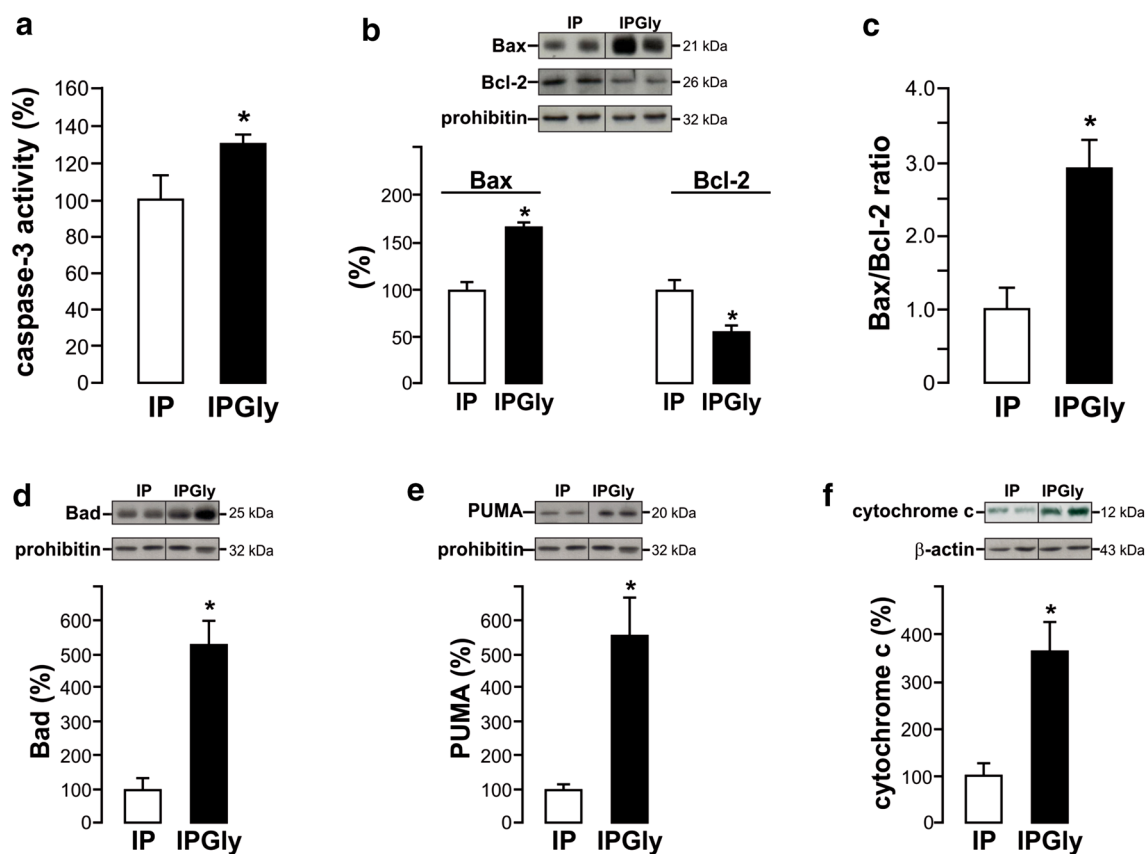 a
caspase-3 activity (%)
160
140
120
100
80
60
40
20
0
*
IP IPGly
b
IP IPGly
Bax 21 kDa
Bcl-2 26 kDa
prohibitin 32 kDa
(%)
200
150
100
50
0
Bax Bcl-2
*
*
IP IPGly IP IPGly
c
Bax/Bcl-2 ratio
4.0
3.0
2.0
1.0
0
*
IP IPGly
d
IP IPGly
Bad 25 kDa
prohibitin 32 kDa
Bad (%)
600
500
400
300
200
100
0
*
IP IPGly
e
IP IPGly
PUMA 20 kDa
prohibitin 32 kDa
PUMA (%)
600
500
400
300
200
100
0
*
IP IPGly
f
IP IPGly
cytochrome c 12 kDa
β-actin 43 kDa
cytochrome c (%)
400
300
200
100
0
*
IP IPGly